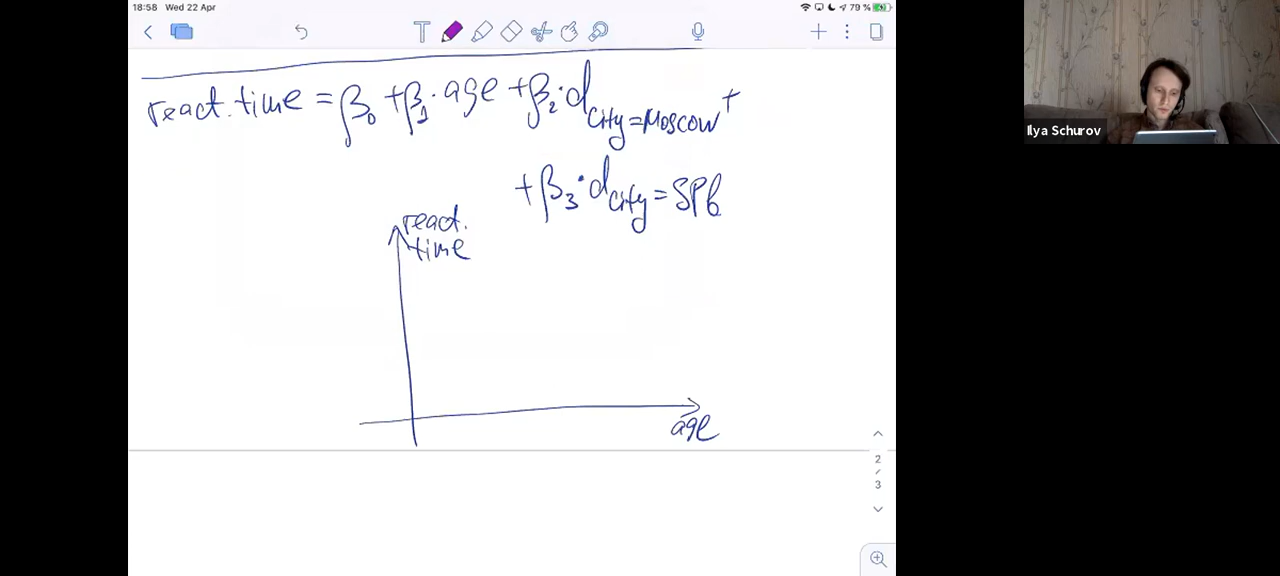 18:58 Wed 22 Apr
79 %
react.time = β₀ + β₁ · age + β₂ · d city=Moscow +
+ β₃ · d city = SPb
react.
time
age
2
/
3
Ilya Schurov